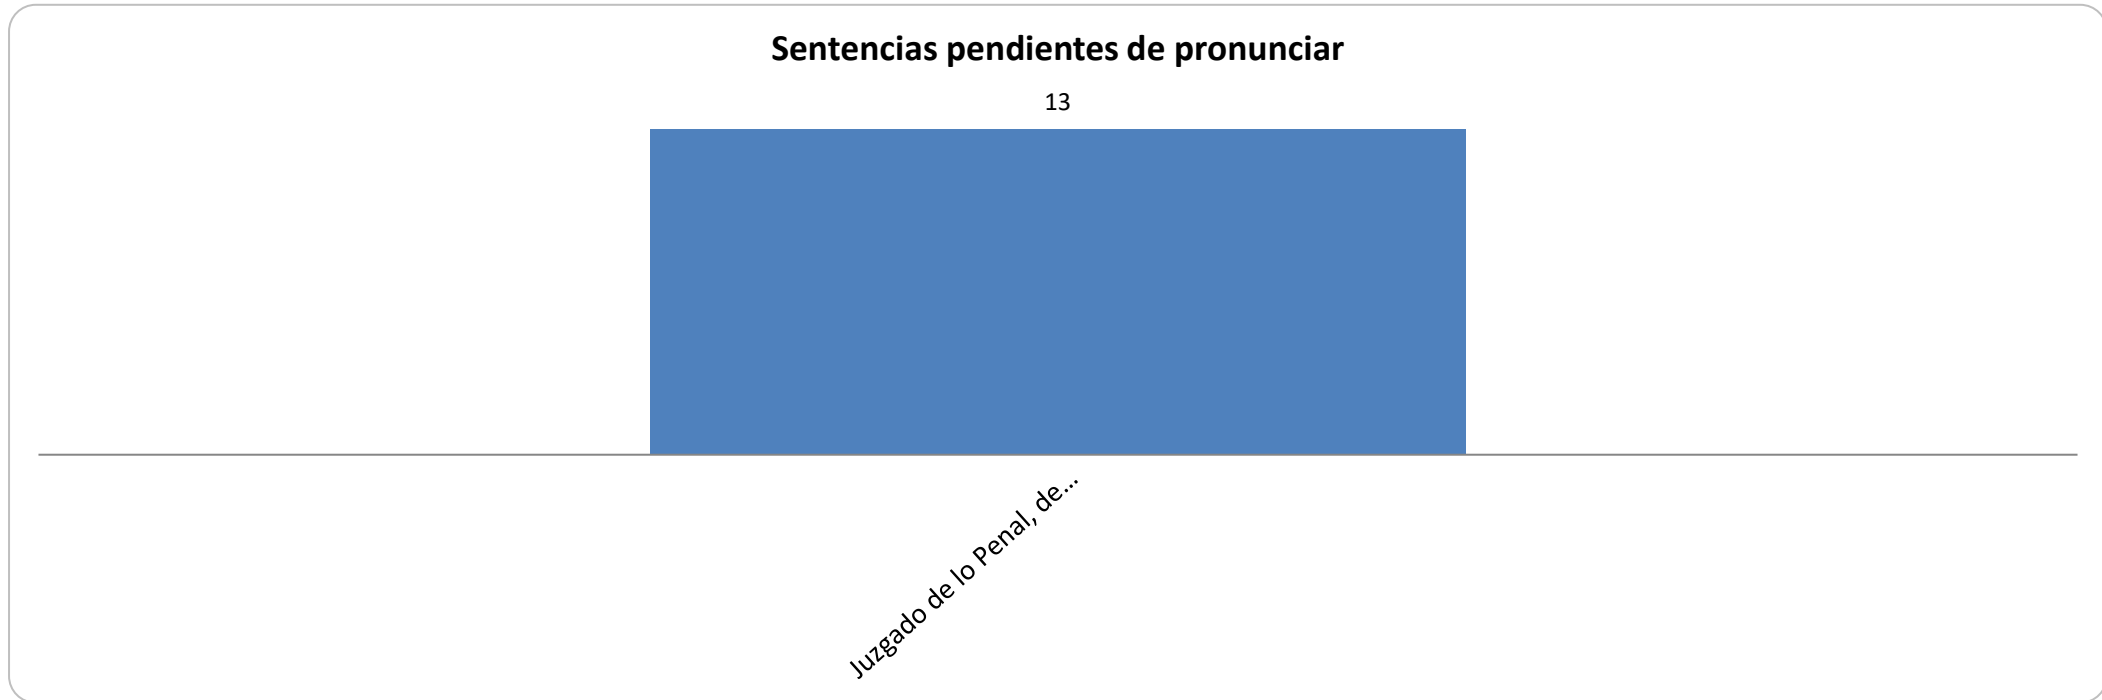 Sentencias pendientes de pronunciar
13
Juzgado de lo Penal, de...